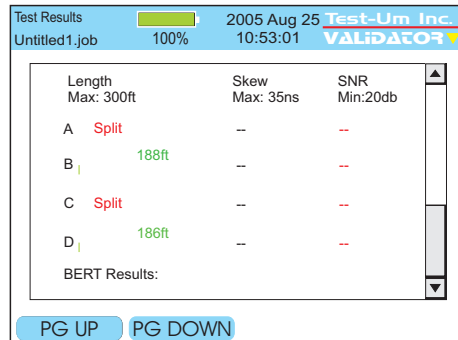 Test Results 2005 Aug 25 Test-Um Inc.
Untitled1.job 100% 10:53:01 VALiDATOR
Length Skew SNR
Max: 300ft Max: 35ns Min:20db
A Split -- --
B 188ft -- --
C Split -- --
D 186ft -- --
BERT Results:
PG UP PG DOWN